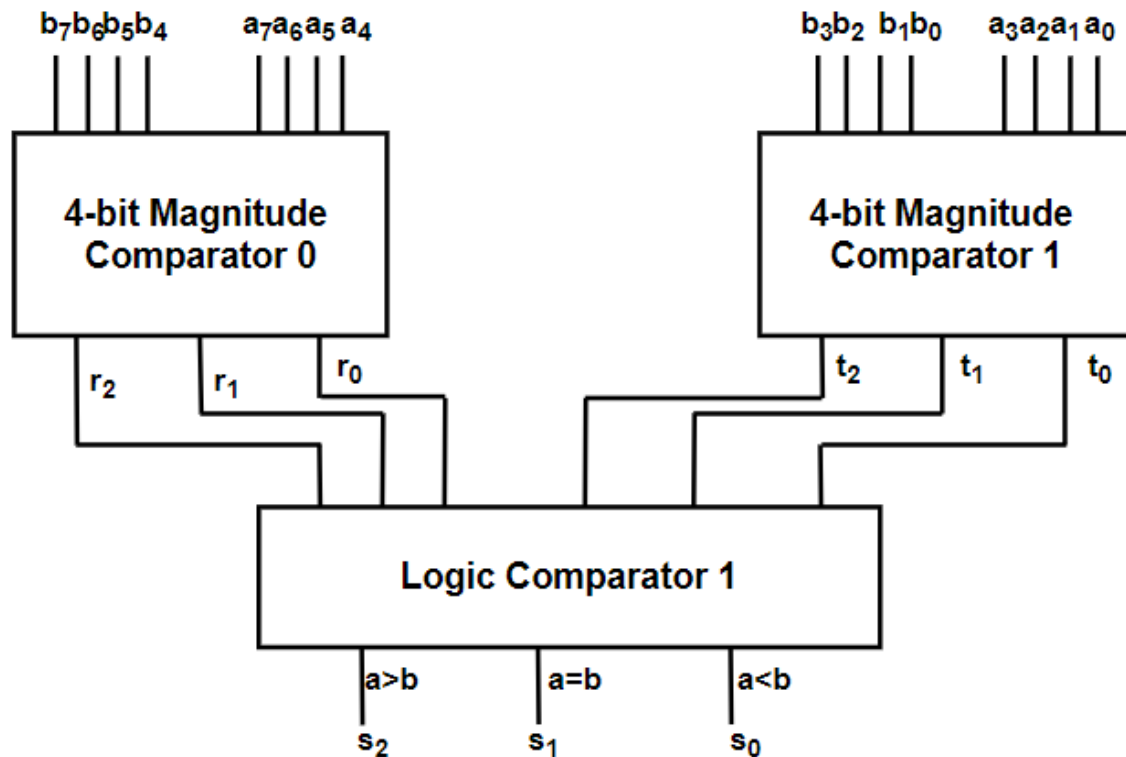 b₇b₆b₅b₄ a₇a₆a₅a₄ b₃b₂ b₁b₀ a₃a₂a₁a₀
4-bit Magnitude
Comparator 0
4-bit Magnitude
Comparator 1
r₂ r₁ r₀ t₂ t₁ t₀
Logic Comparator 1
a>b a=b a<b
s₂ s₁ s₀